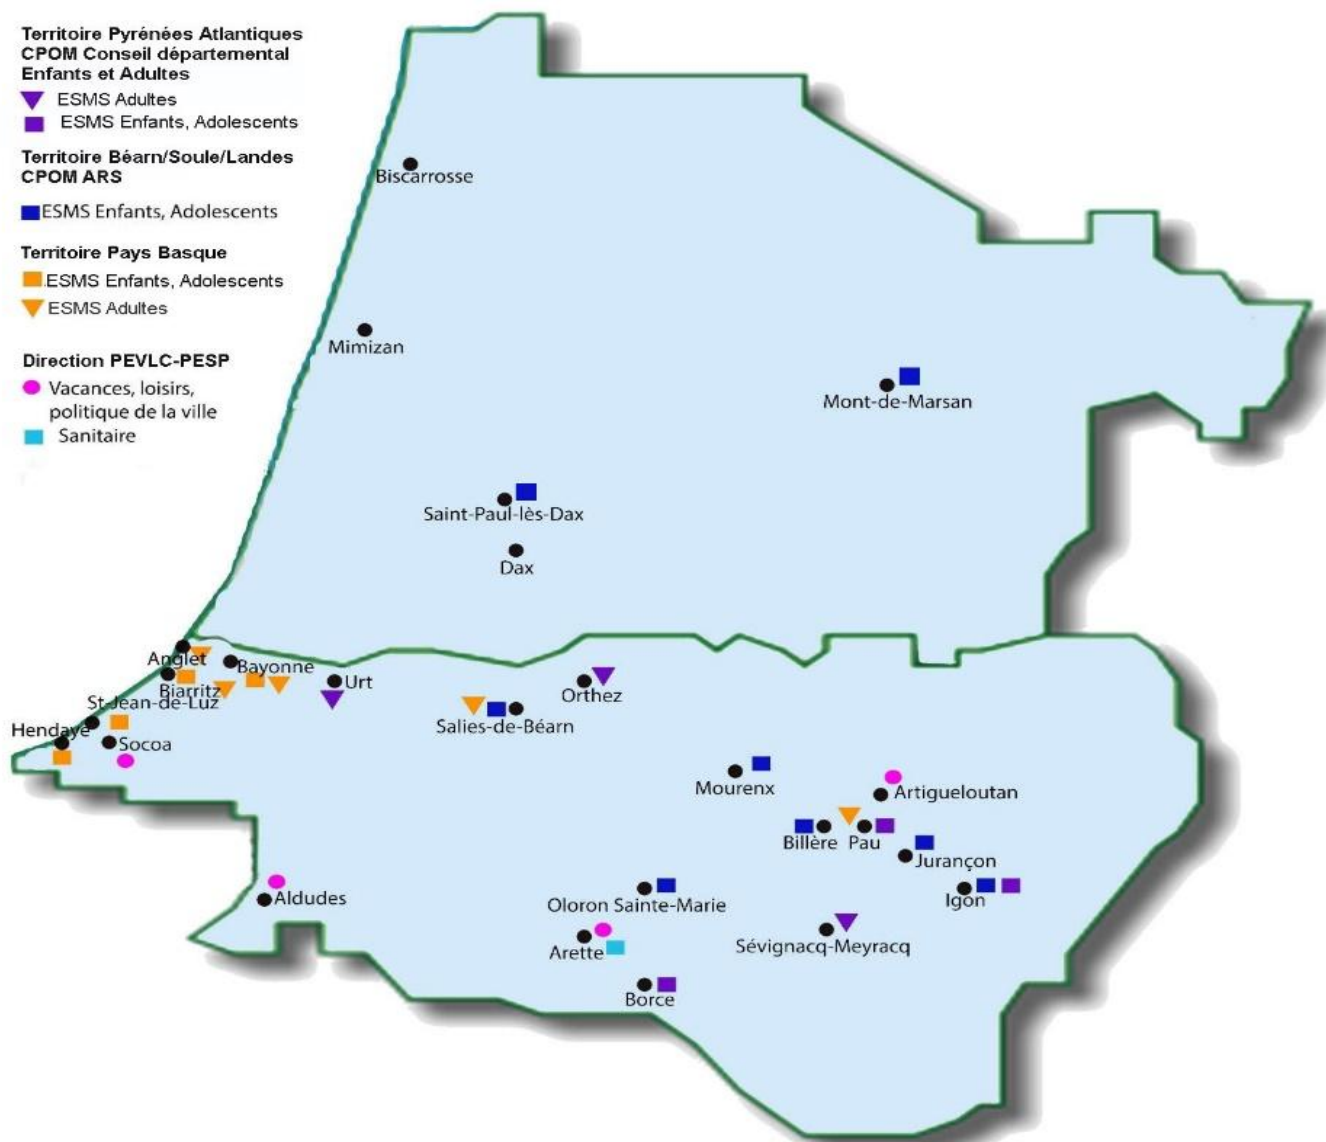 Territoire Pyrénées Atlantiques
CPOM Conseil départemental
Enfants et Adultes
ESMS Adultes
ESMS Enfants, Adolescents
Territoire Béarn/Soule/Landes
CPOM ARS
ESMS Enfants, Adolescents
Territoire Pays Basque
ESMS Enfants, Adolescents
ESMS Adultes
Direction PEVLC-PESP
Vacances, loisirs,
politique de la ville
Sanitaire
Biscarrosse
Mimizan
Mont-de-Marsan
Saint-Paul-lès-Dax
Dax
Anglet
Bayonne
Biarritz
Urt
Orthez
St-Jean-de-Luz
Salies-de-Béarn
Hendaye
Socoa
Mourenx
Artigueloutan
Billère
Pau
Jurançon
Aldudes
Oloron Sainte-Marie
Igon
Arette
Sévignacq-Meyracq
Borce